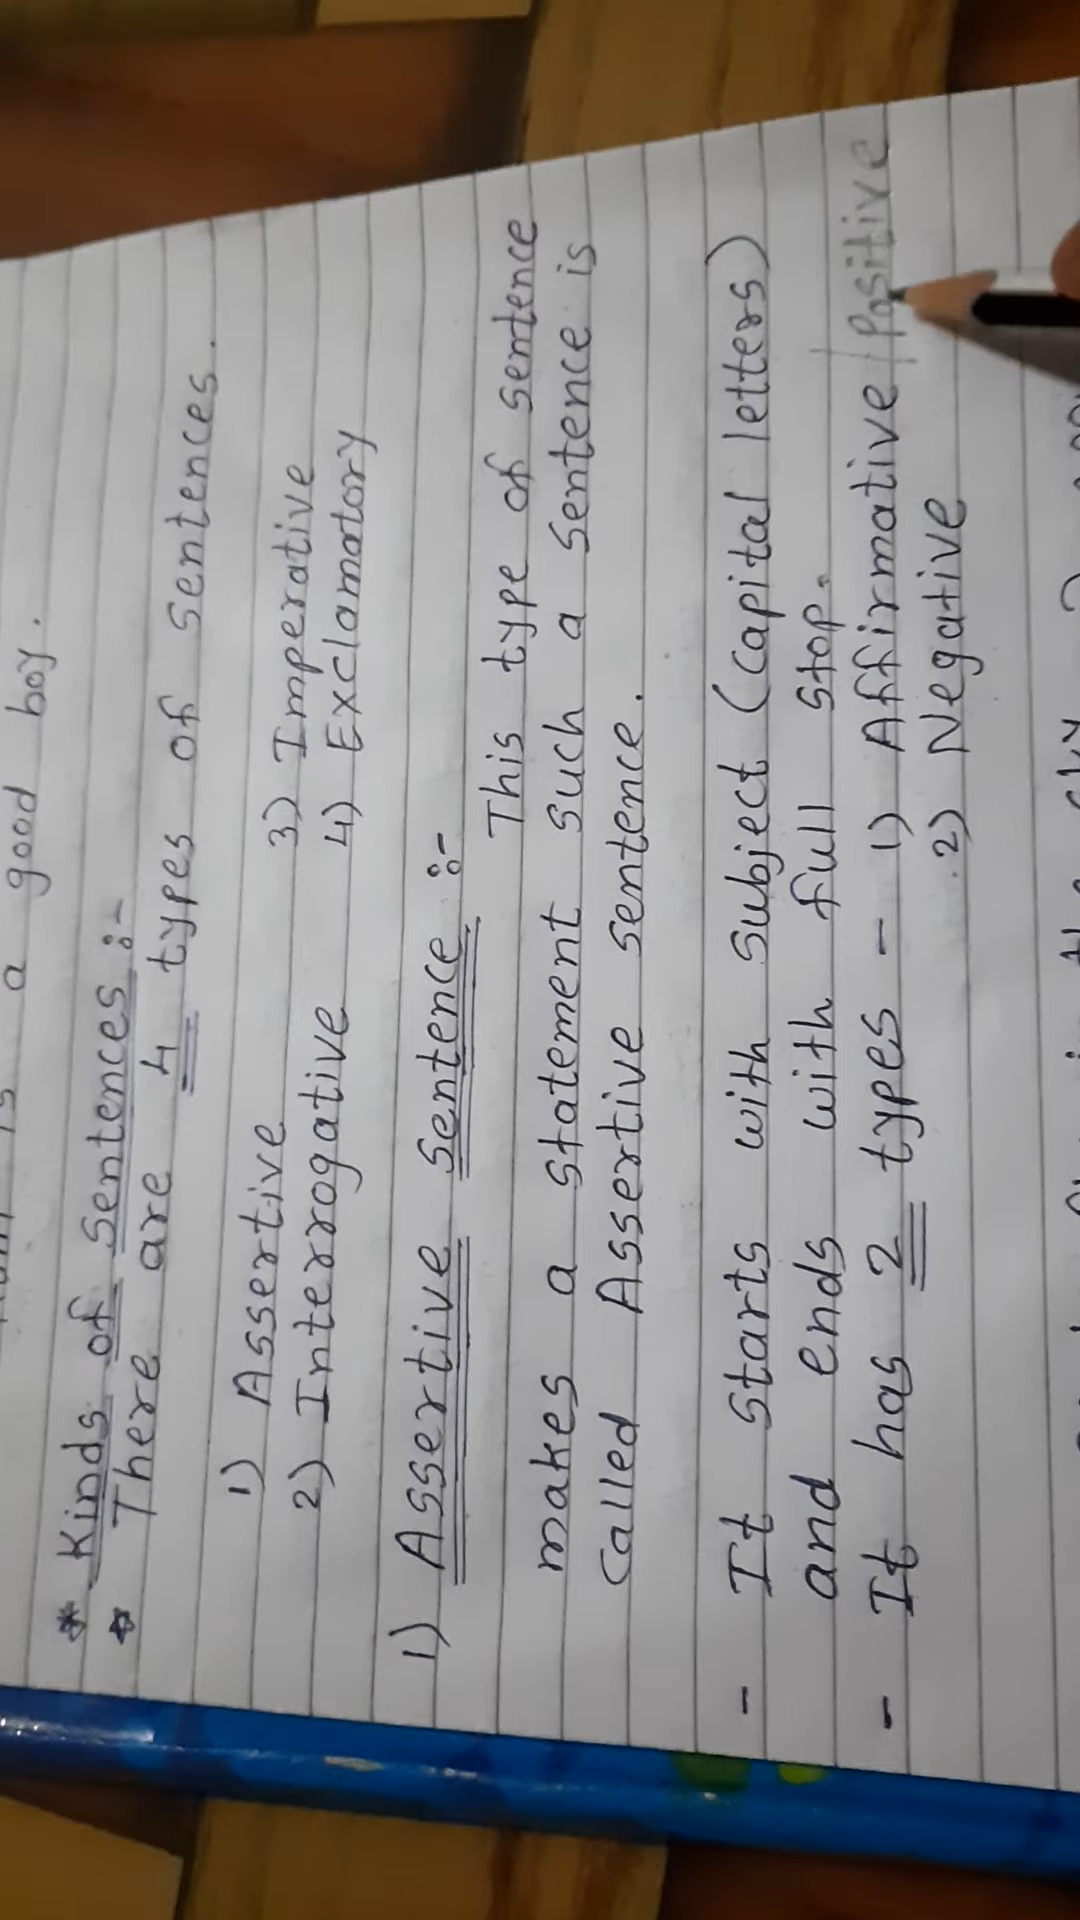 is a good boy.
* Kinds of Sentences :-
* There are 4 types of sentences.
1) Assertive 3) Imperative
2) Interrogative 4) Exclamatory
1) Assertive sentence :-
This type of sentence
makes a statement such a sentence is
called Assertive sentence.
- It starts with subject (capital letters)
and ends with full stop.
- It has 2 types - 1) Affirmative / Positive
2) Negative